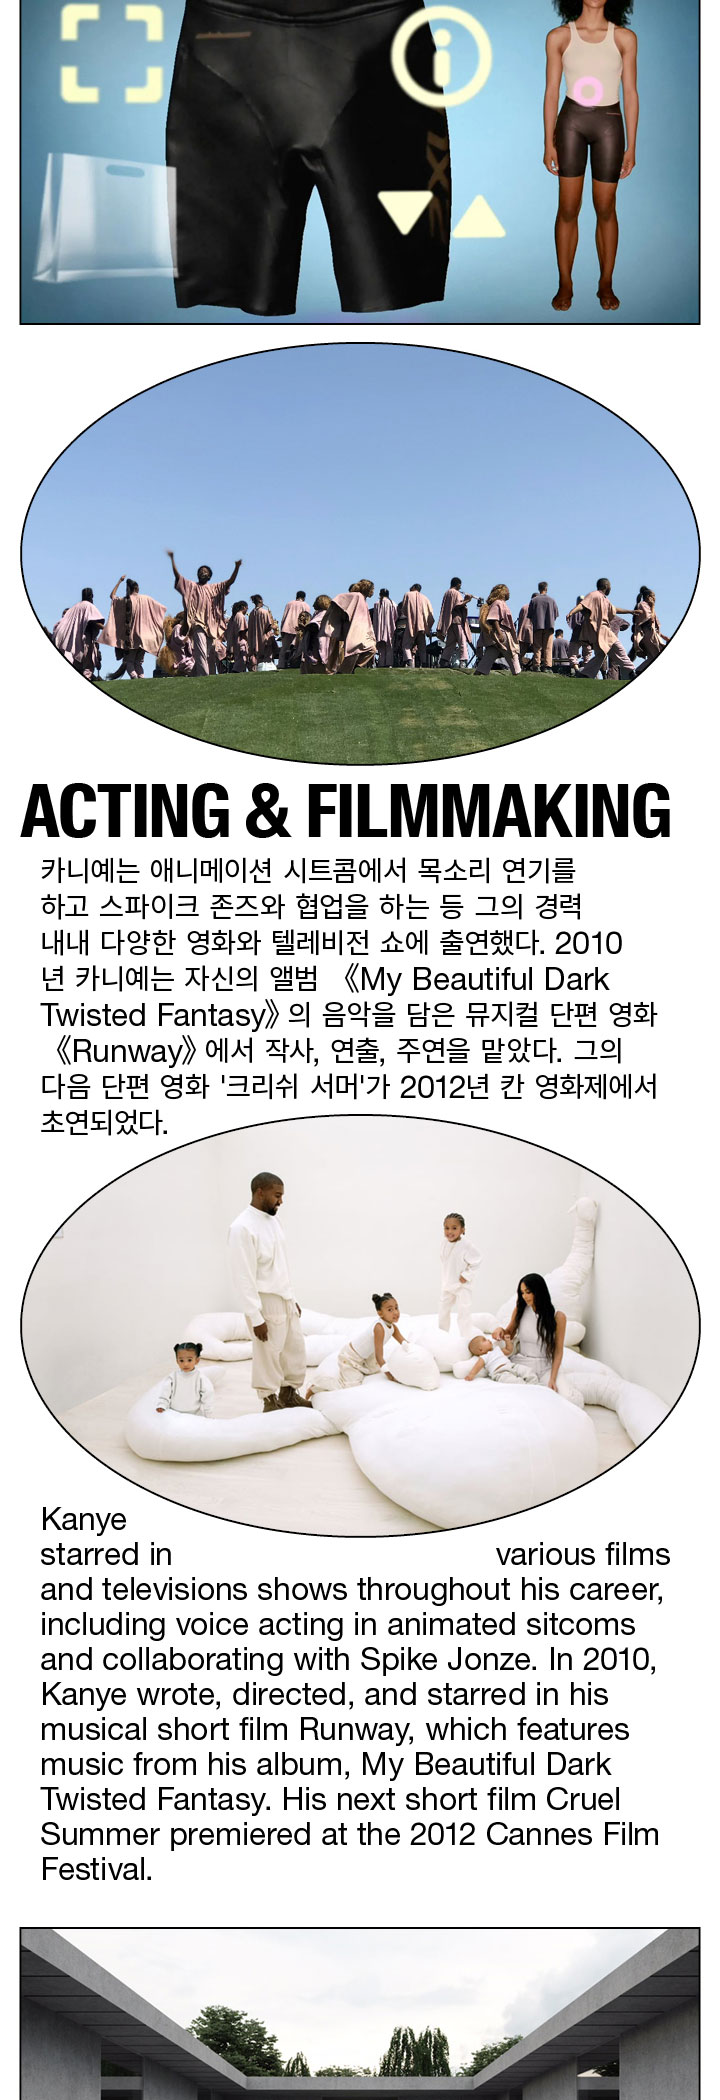 ACTING & FILMMAKING
카니예는 애니메이션 시트콤에서 목소리 연기를
하고 스파이크 존즈와 협업을 하는 등 그의 경력
내내 다양한 영화와 텔레비전 쇼에 출연했다. 2010
년 카니예는 자신의 앨범 《My Beautiful Dark
Twisted Fantasy》의 음악을 담은 뮤지컬 단편 영화
《Runway》에서 작사, 연출, 주연을 맡았다. 그의
다음 단편 영화 '크리쉬 서머'가 2012년 칸 영화제에서
초연되었다.
Kanye
starred in various films
and televisions shows throughout his career,
including voice acting in animated sitcoms
and collaborating with Spike Jonze. In 2010,
Kanye wrote, directed, and starred in his
musical short film Runway, which features
music from his album, My Beautiful Dark
Twisted Fantasy. His next short film Cruel
Summer premiered at the 2012 Cannes Film
Festival.